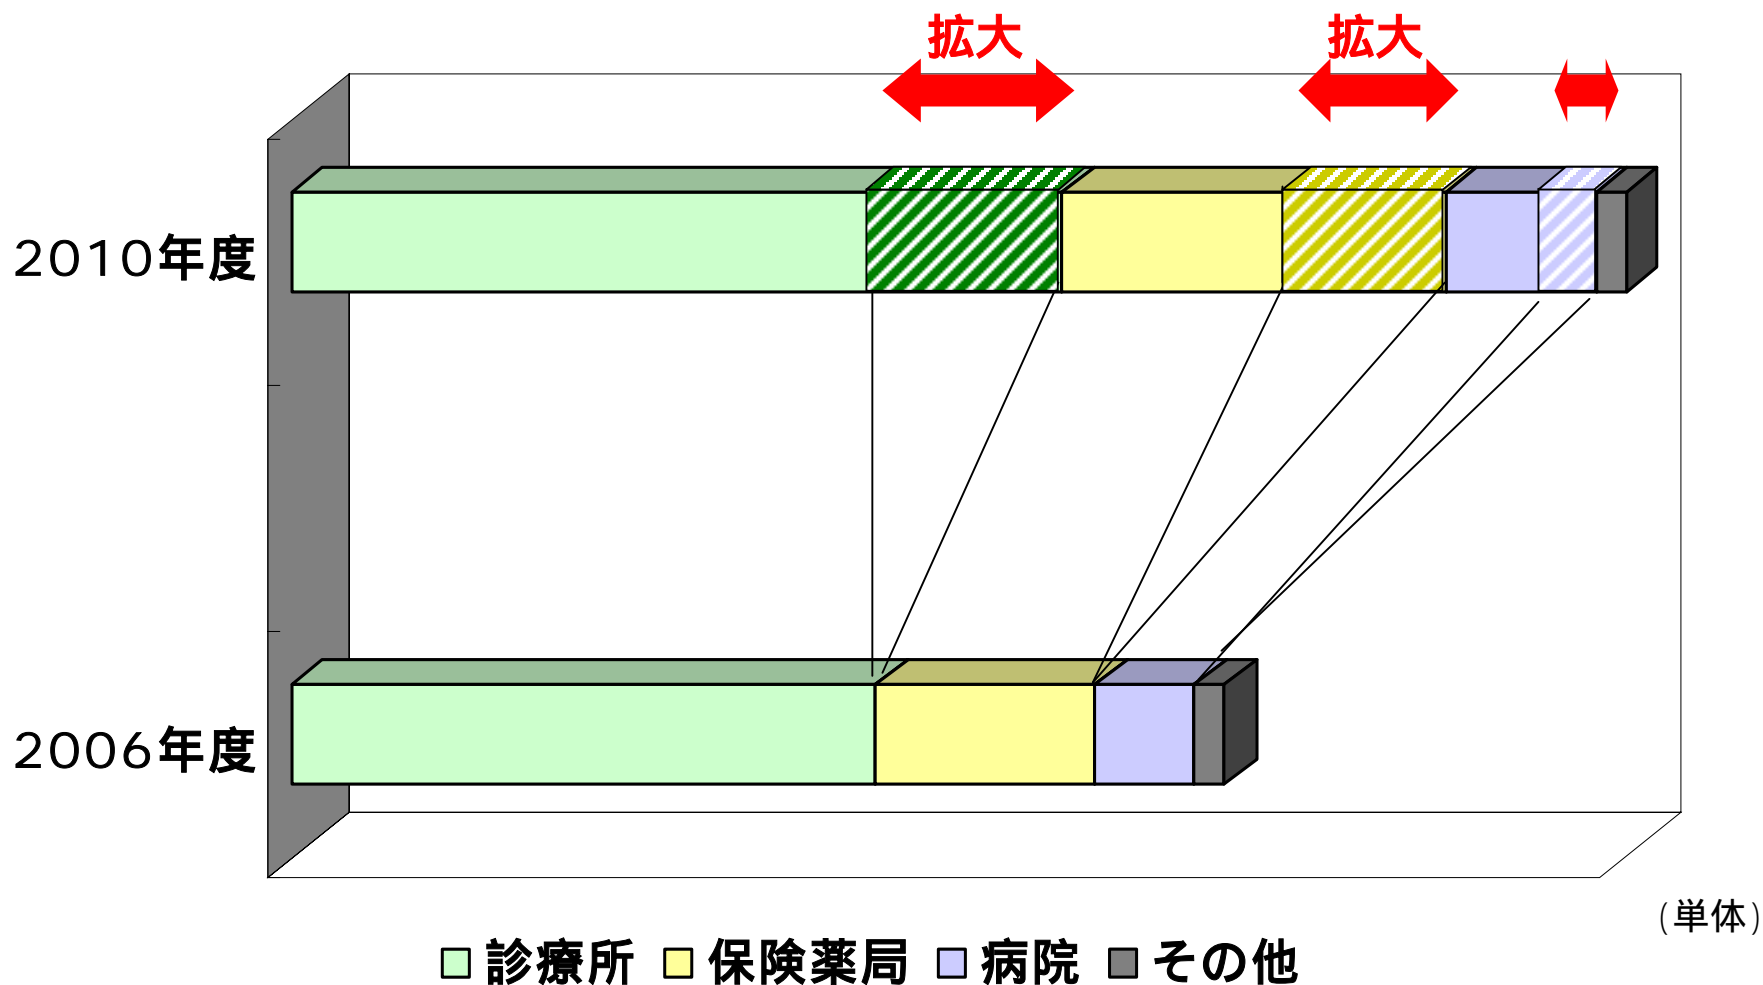 拡大 拡大
2010年度
2006年度
(単体)
診療所 保険薬局 病院 その他